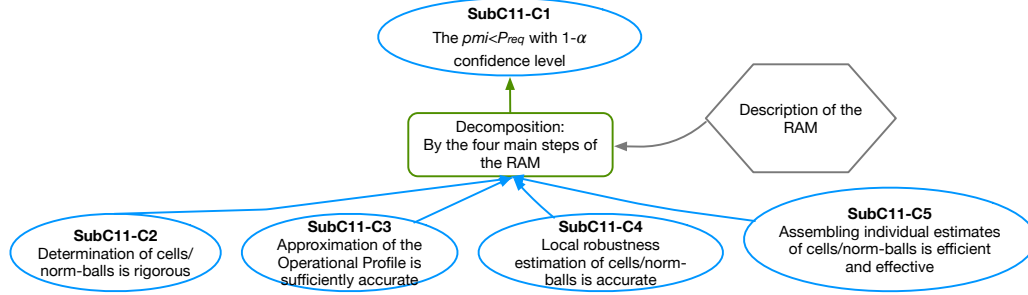 SubC11-C1
The pmi<Preq with 1-α
confidence level
Decomposition:
By the four main steps of
the RAM
Description of the
RAM
SubC11-C2
Determination of cells/
norm-balls is rigorous
SubC11-C3
Approximation of the
Operational Profile is
sufficiently accurate
SubC11-C4
Local robustness
estimation of cells/norm-
balls is accurate
SubC11-C5
Assembling individual estimates
of cells/norm-balls is efficient
and effective